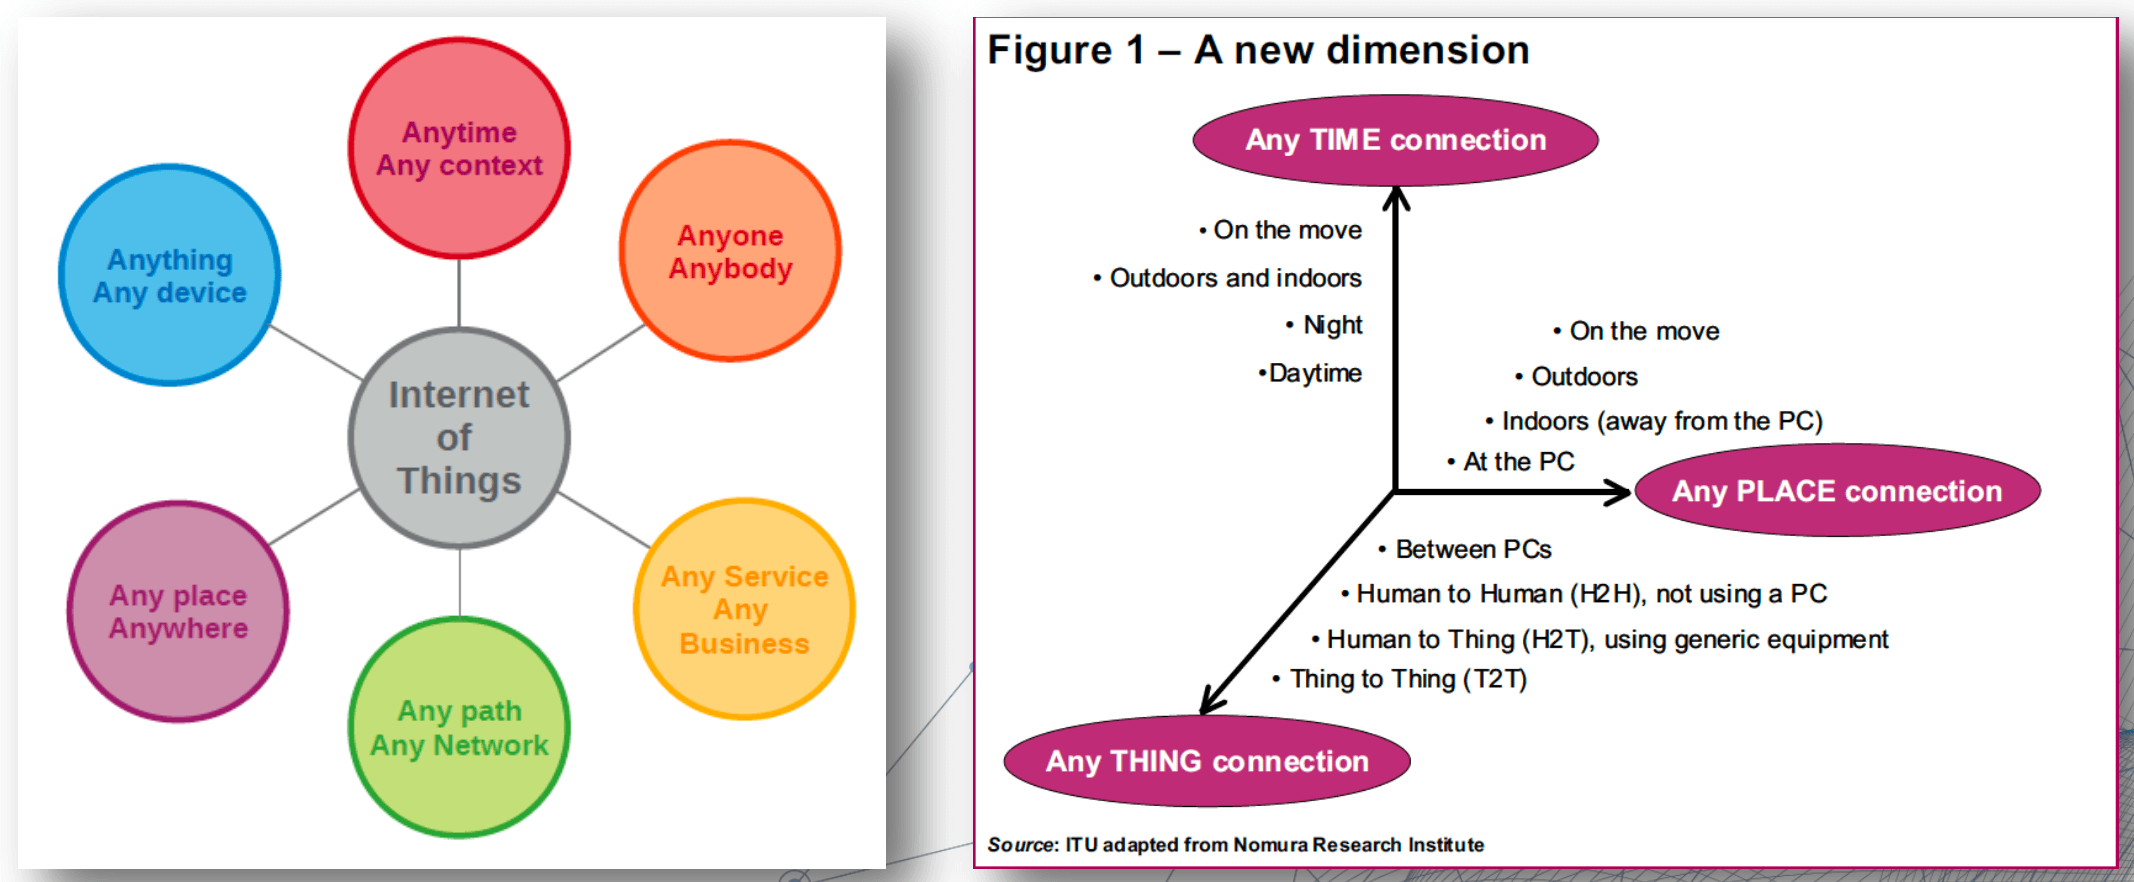 Anytime
Any context
Anyone
Anybody
Anything
Any device
Internet
of
Things
Any place
Anywhere
Any Service
Any
Business
Any path
Any Network
Figure 1 – A new dimension
Any TIME connection
• On the move
• Outdoors and indoors
• Night
•Daytime
• On the move
• Outdoors
• Indoors (away from the PC)
• At the PC
Any PLACE connection
• Between PCs
• Human to Human (H2H), not using a PC
• Human to Thing (H2T), using generic equipment
• Thing to Thing (T2T)
Any THING connection
Source: ITU adapted from Nomura Research Institute